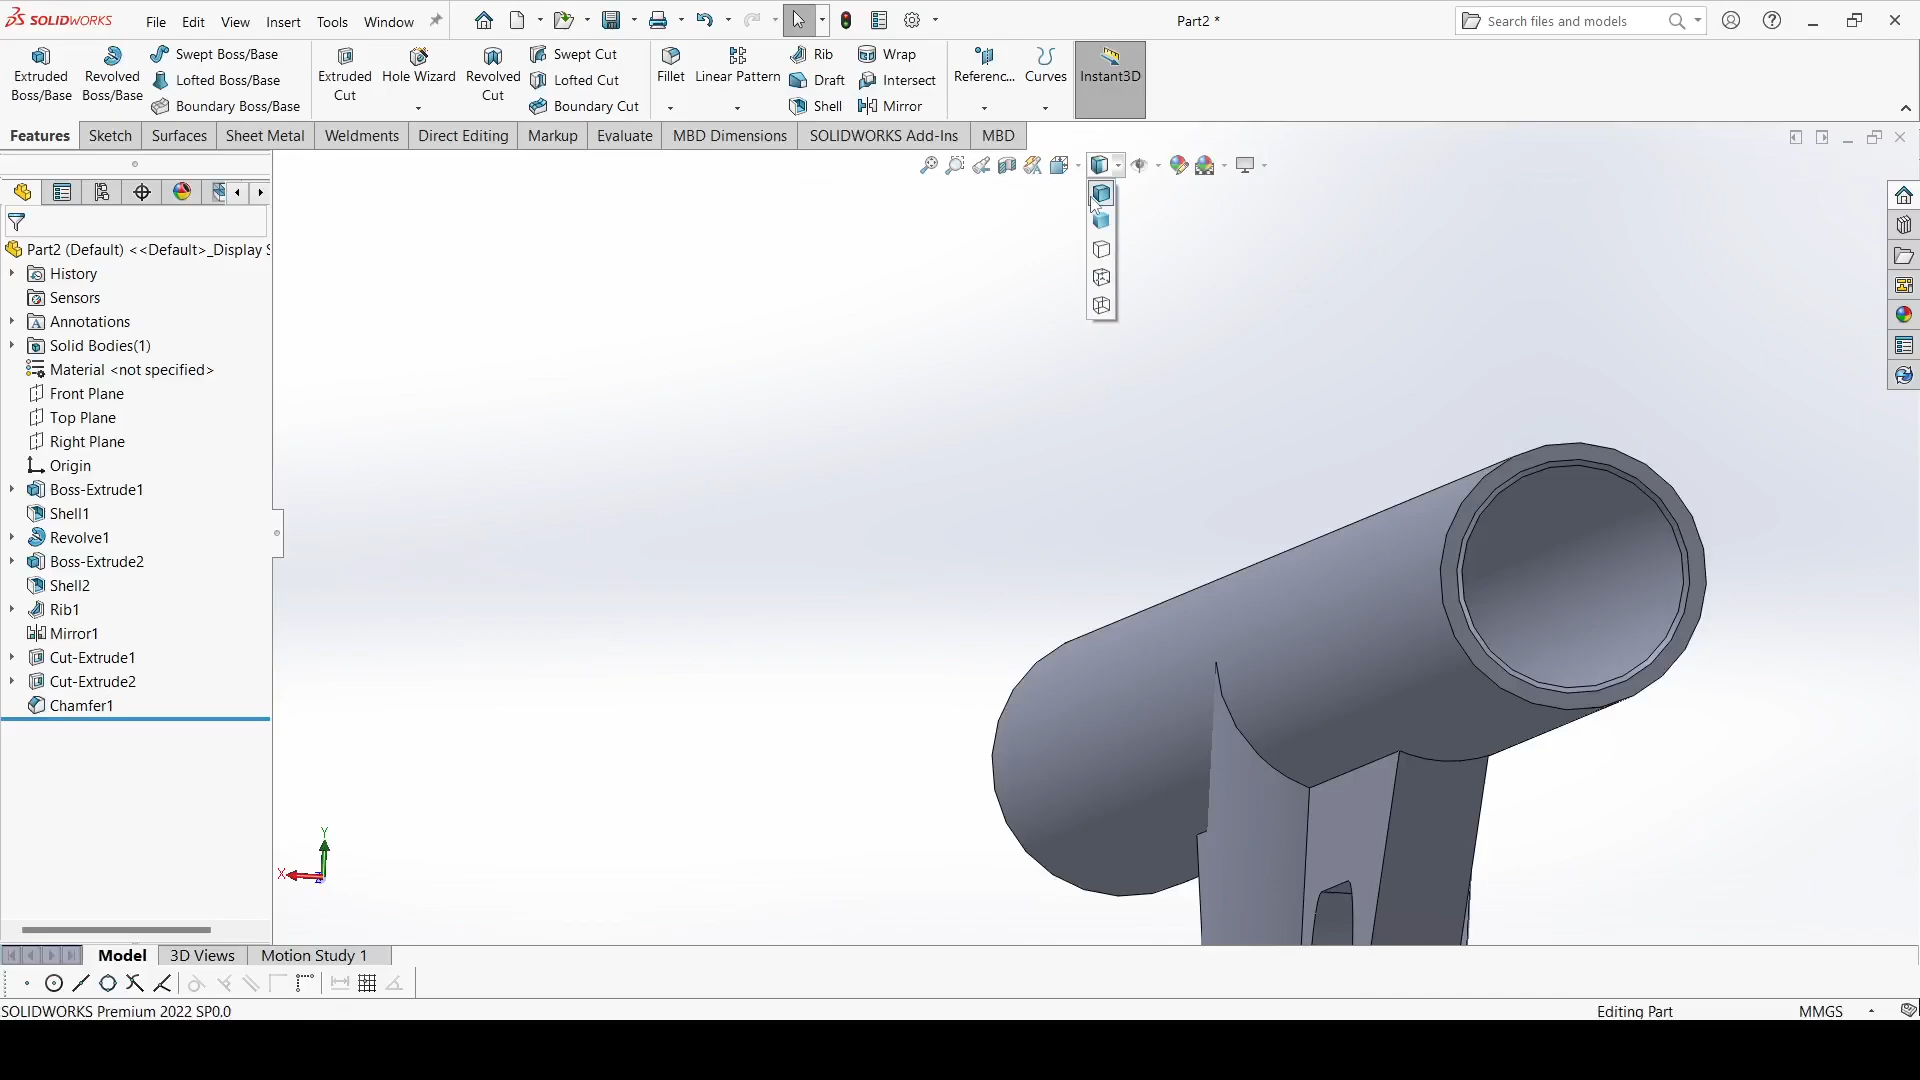 SOLIDWORKS
File Edit View Insert Tools Window
Part2 *
Search files and models
Extruded Boss/Base
Revolved Boss/Base
Swept Boss/Base
Lofted Boss/Base
Boundary Boss/Base
Extruded Cut
Hole Wizard
Revolved Cut
Swept Cut
Lofted Cut
Boundary Cut
Fillet
Linear Pattern
Rib
Draft
Shell
Wrap
Intersect
Mirror
Referenc...
Curves
Instant3D
Features Sketch Surfaces Sheet Metal Weldments Direct Editing Markup Evaluate MBD Dimensions SOLIDWORKS Add-Ins MBD
Part2 (Default) <<Default>_Display S
History
Sensors
Annotations
Solid Bodies(1)
Material <not specified>
Front Plane
Top Plane
Right Plane
Origin
Boss-Extrude1
Shell1
Revolve1
Boss-Extrude2
Shell2
Rib1
Mirror1
Cut-Extrude1
Cut-Extrude2
Chamfer1
Y
X
Model 3D Views Motion Study 1
SOLIDWORKS Premium 2022 SP0.0
Editing Part
MMGS